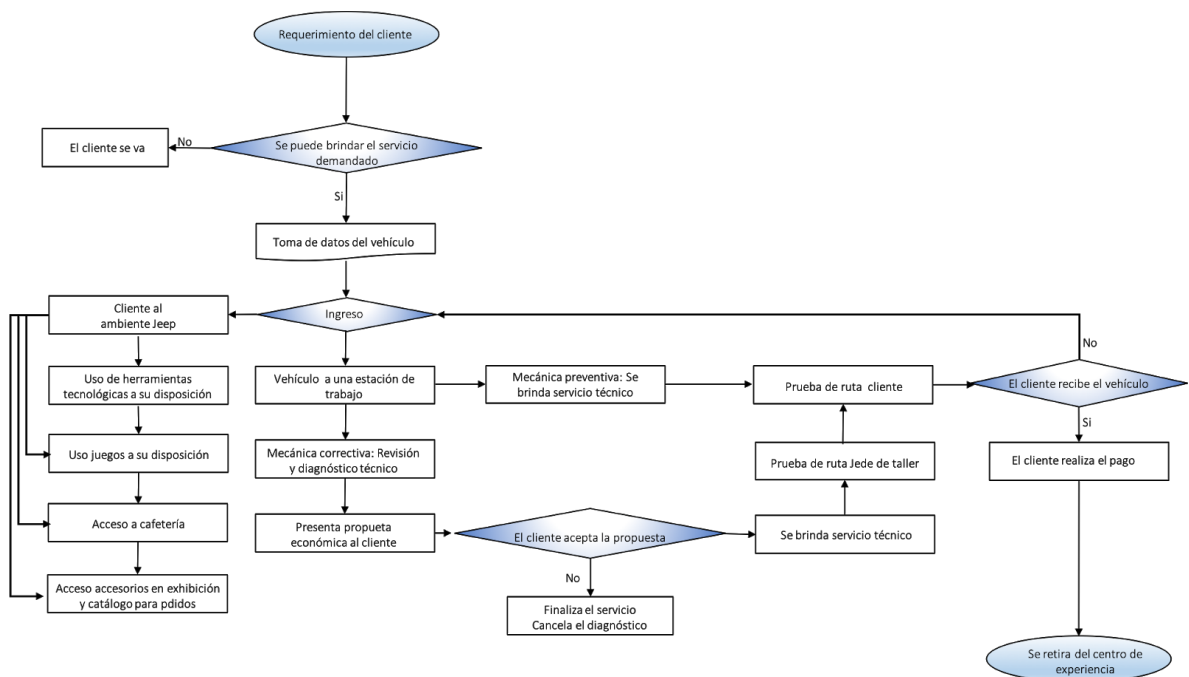 Requerimiento del cliente
Se puede brindar el servicio
demandado
No
El cliente se va
Si
Toma de datos del vehículo
Ingreso
Cliente al
ambiente Jeep
Uso de herramientas
tecnológicas a su disposición
Uso juegos a su disposición
Acceso a cafetería
Acceso accesorios en exhibición
y catálogo para pdidos
Vehículo a una estación de
trabajo
Mecánica correctiva: Revisión
y diagnóstico técnico
Presenta propueta
económica al cliente
Mecánica preventiva: Se
brinda servicio técnico
El cliente acepta la propuesta
No
Finaliza el servicio
Cancela el diagnóstico
Se brinda servicio técnico
Prueba de ruta Jede de taller
Prueba de ruta cliente
El cliente recibe el vehículo
No
Si
El cliente realiza el pago
Se retira del centro de
experiencia